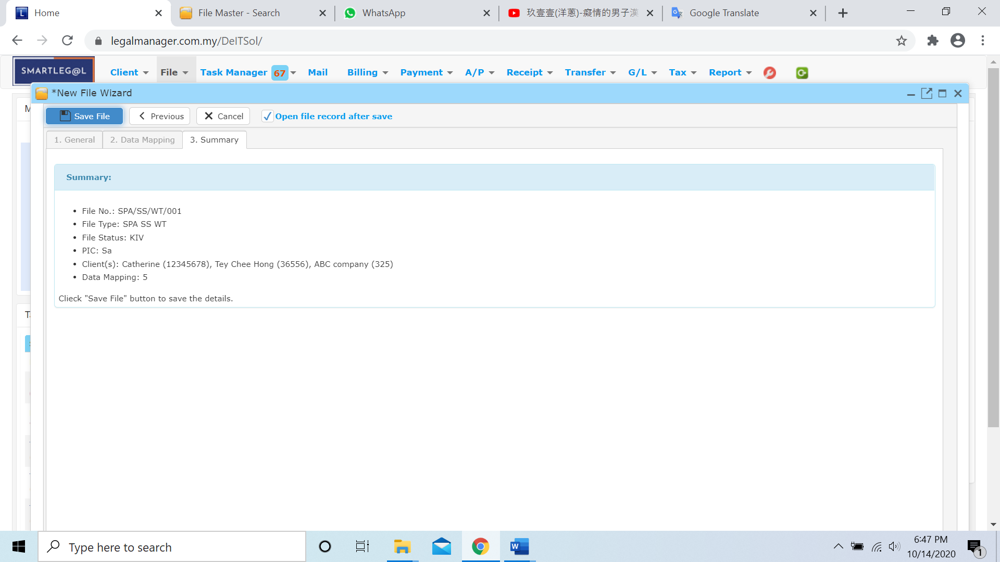 Home
File Master - Search
WhatsApp
玖壹壹(洋蔥)-癡情的男子漢
Google Translate
legalmanager.com.my/DeITSol/
SMARTLEG@L
Client
File
Task Manager 67
Mail
Billing
Payment
A/P
Receipt
Transfer
G/L
Tax
Report
*New File Wizard
Save File
Previous
Cancel
Open file record after save
1. General
2. Data Mapping
3. Summary
Summary:
• File No.: SPA/SS/WT/001
• File Type: SPA SS WT
• File Status: KIV
• PIC: Sa
• Client(s): Catherine (12345678), Tey Chee Hong (36556), ABC company (325)
• Data Mapping: 5
Clieck "Save File" button to save the details.
Type here to search
6:47 PM
10/14/2020
1